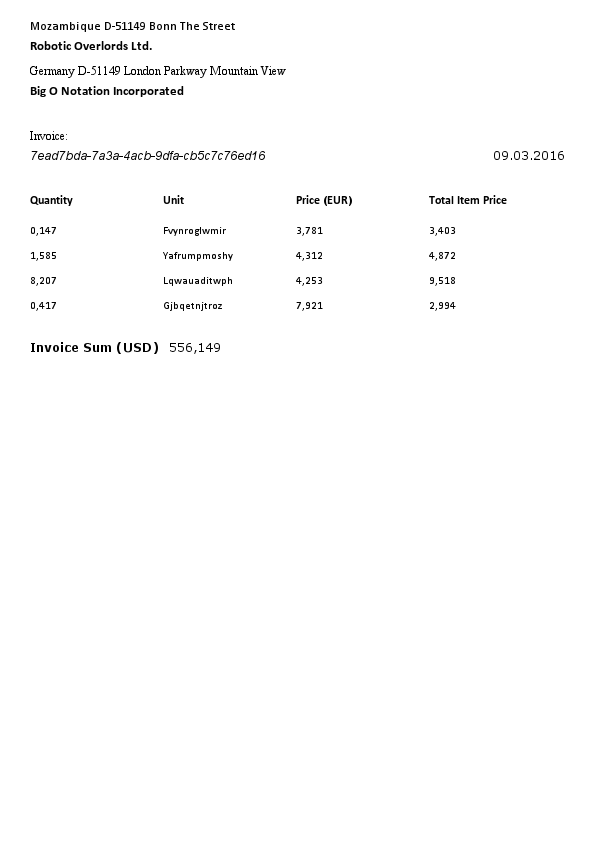 Mozambique D-51149 Bonn The Street
Robotic Overlords Ltd.
Germany D-51149 London Parkway Mountain View
Big O Notation Incorporated
Invoice:
7ead7bda-7a3a-4acb-9dfa-cb5c7c76ed16 09.03.2016
Quantity Unit Price (EUR) Total Item Price
0,147 Fvynroglwmir 3,781 3,403
1,585 Yafrumpmoshy 4,312 4,872
8,207 Lqwauaditwph 4,253 9,518
0,417 Gjbqetnjtroz 7,921 2,994
Invoice Sum (USD) 556,149